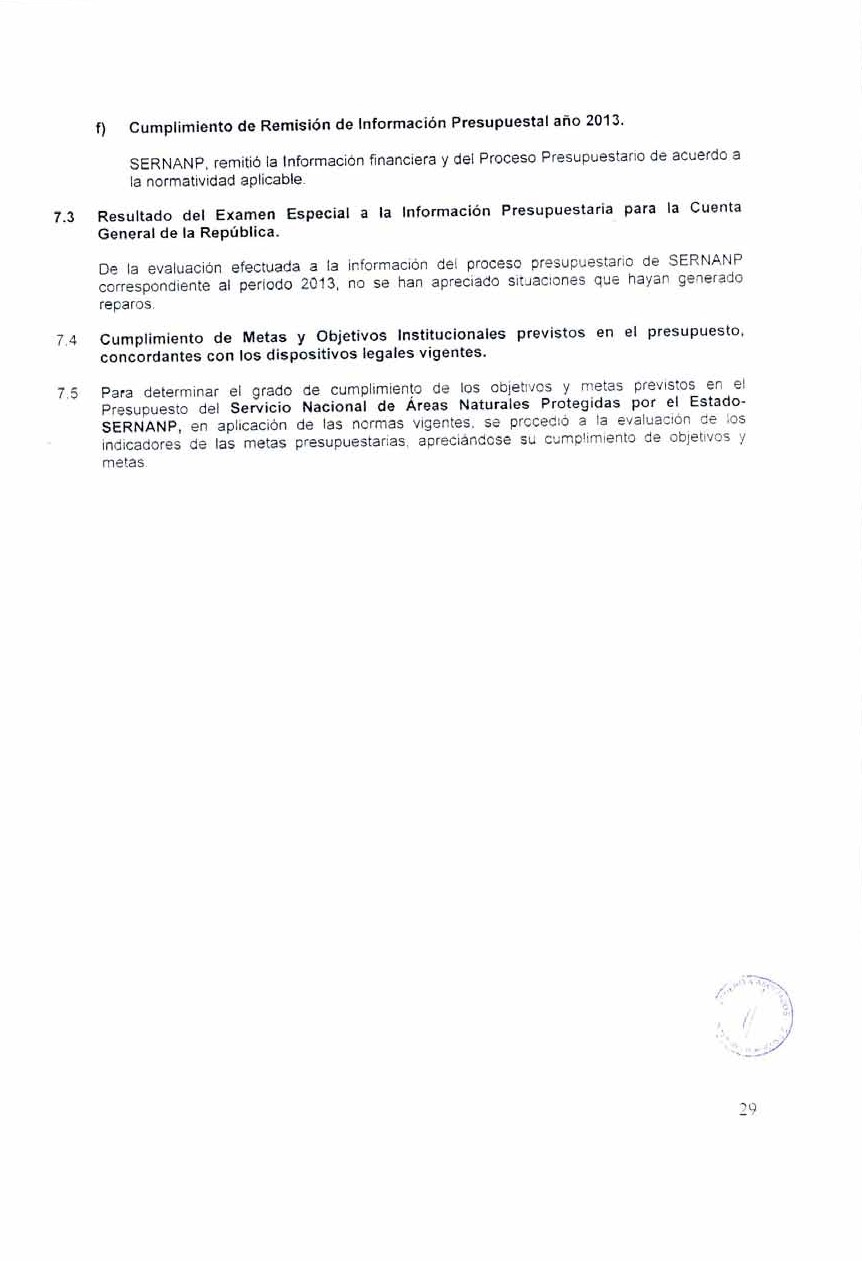 f) Cumplimiento de Remisión de Información Presupuestal año 2013.
SERNANP, remitió la Información financiera y del Proceso Presupuestario de acuerdo a
la normatividad aplicable.
7.3 Resultado del Examen Especial a la Información Presupuestaria para la Cuenta
General de la República.
De la evaluación efectuada a la información del proceso presupuestario de SERNANP
correspondiente al periodo 2013, no se han apreciado situaciones que hayan generado
reparos.
7.4 Cumplimiento de Metas y Objetivos Institucionales previstos en el presupuesto,
concordantes con los dispositivos legales vigentes.
7.5 Para determinar el grado de cumplimiento de los objetivos y metas previstos en el
Presupuesto del Servicio Nacional de Áreas Naturales Protegidas por el Estado-
SERNANP, en aplicación de las normas vigentes, se procedió a la evaluación de los
indicadores de las metas presupuestarias, apreciándose su cumplimiento de objetivos y
metas.
29